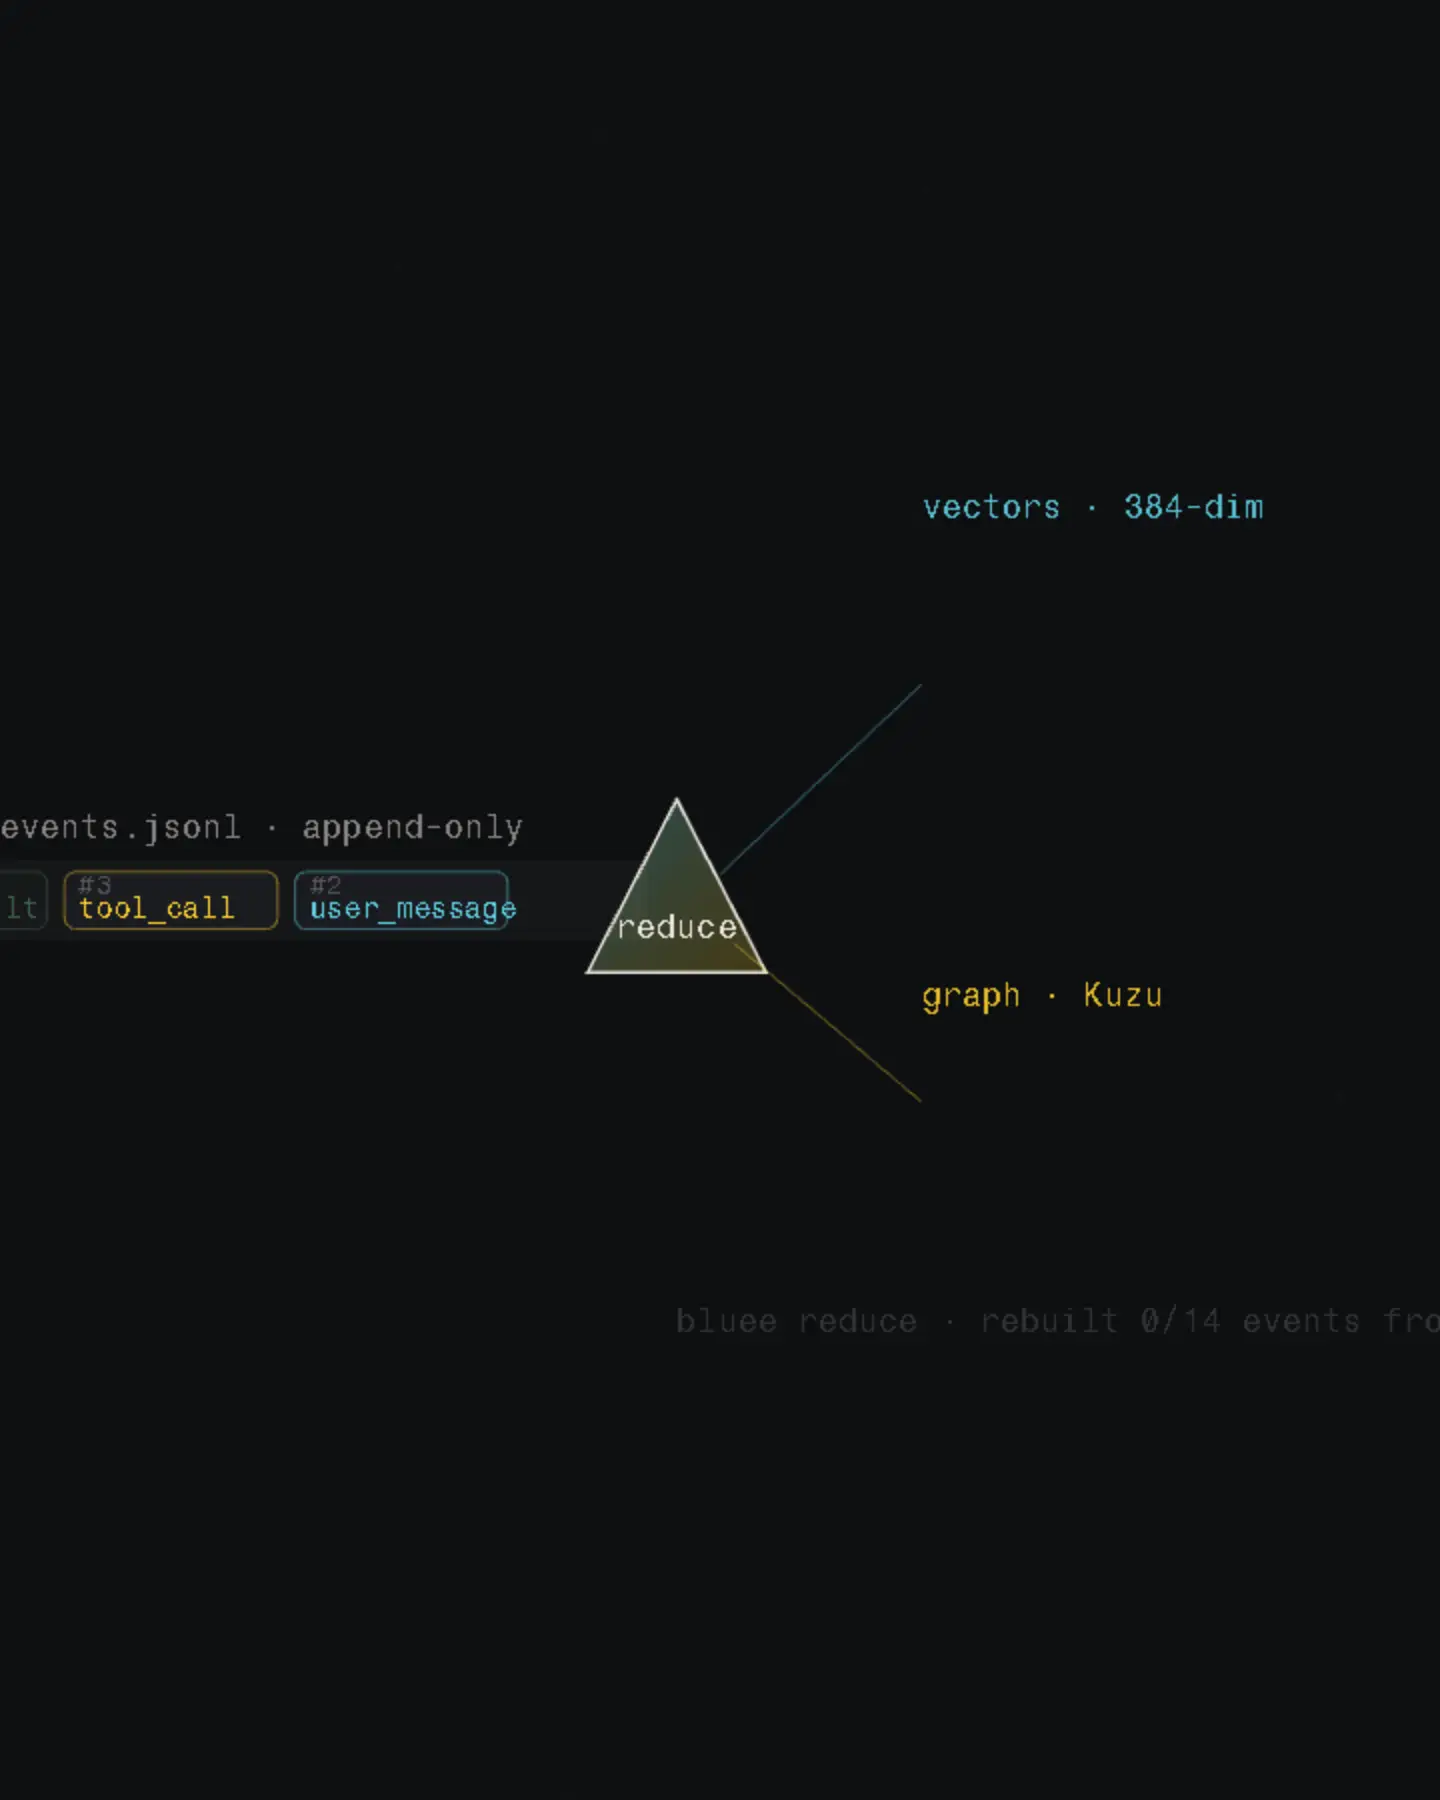 vectors · 384-dim
events.jsonl · append-only
lt
#3
tool_call
#2
user_message
reduce
graph · Kuzu
bluee reduce · rebuilt 0/14 events fro